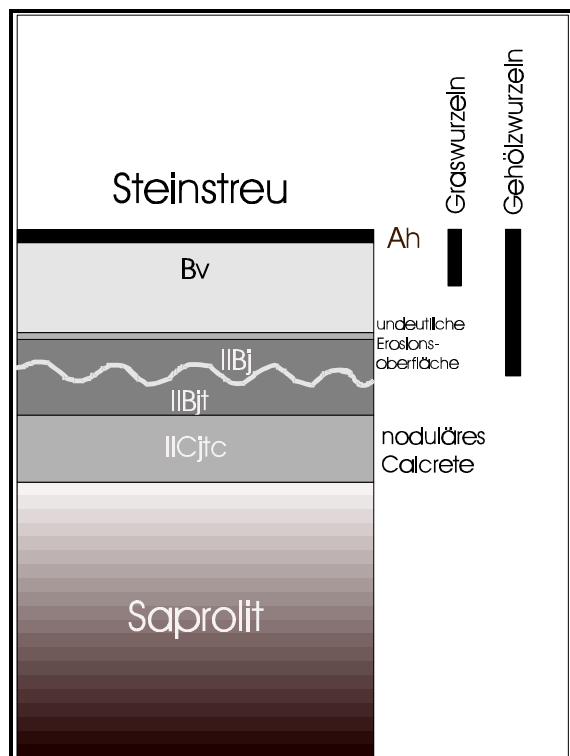 Graswurzeln
Gehölzwurzeln
Steinstreu
Ah
Bv
undeutliche
Erosions-
oberfläche
IIBj
IIBjt
IICjtc
noduläres
Calcrete
Saprolit